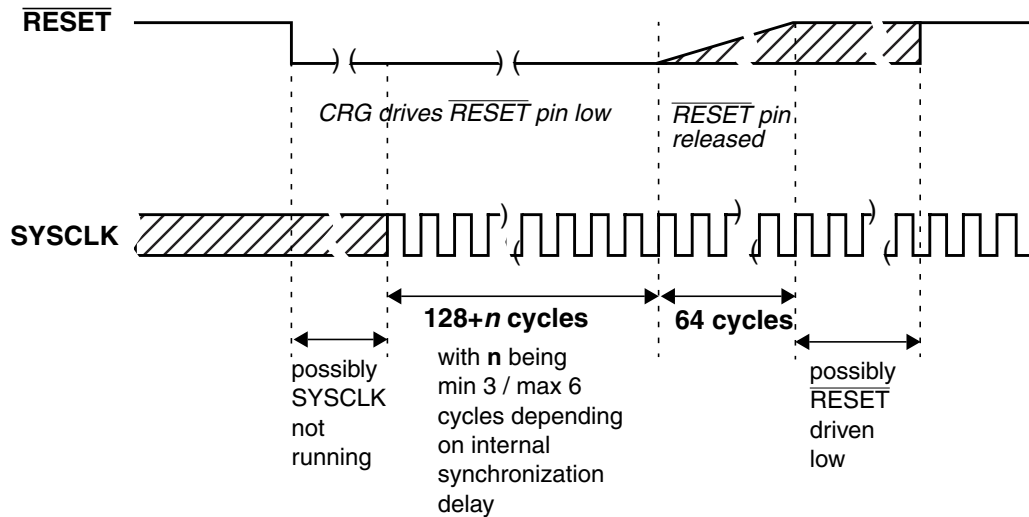 RESET
CRG drives RESET pin low
RESET pin
released
SYSCLK
128+n cycles
64 cycles
with n being
min 3 / max 6
cycles depending
on internal
synchronization
delay
possibly
SYSCLK
not
running
possibly
RESET
driven
low